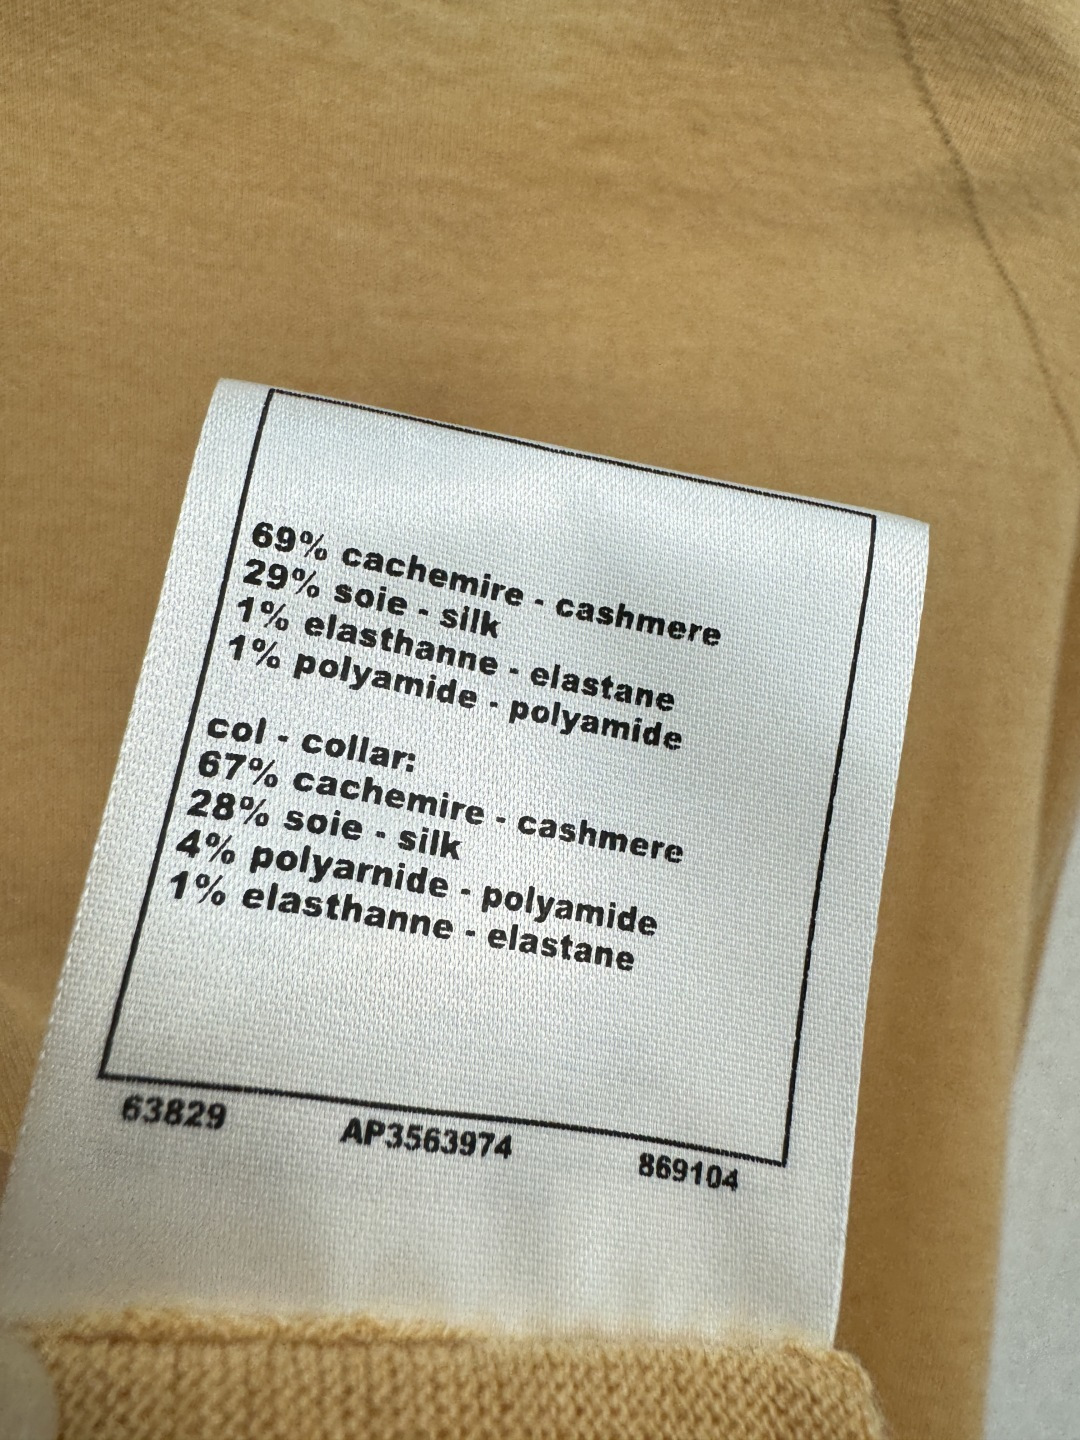 69% cachemire - cashmere
29% soie - silk
1% elasthanne - elastane
1% polyamide - polyamide
col - collar:
67% cachemire - cashmere
28% soie - silk
4% polyarnide - polyamide
1% elasthanne - elastane
63829 AP3563974 869104